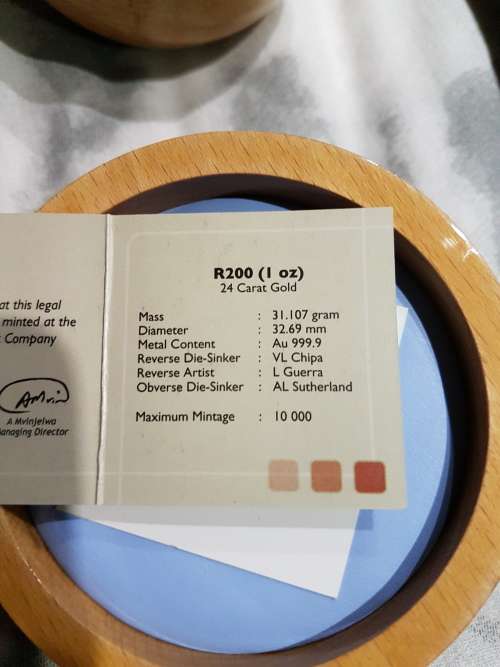 at this legal
minted at the
Company
A Mvinjelwa
anaging Director
R200 (1 oz)
24 Carat Gold
Mass : 31.107 gram
Diameter : 32.69 mm
Metal Content : Au 999.9
Reverse Die-Sinker : VL Chipa
Reverse Artist : L Guerra
Obverse Die-Sinker : AL Sutherland
Maximum Mintage : 10 000